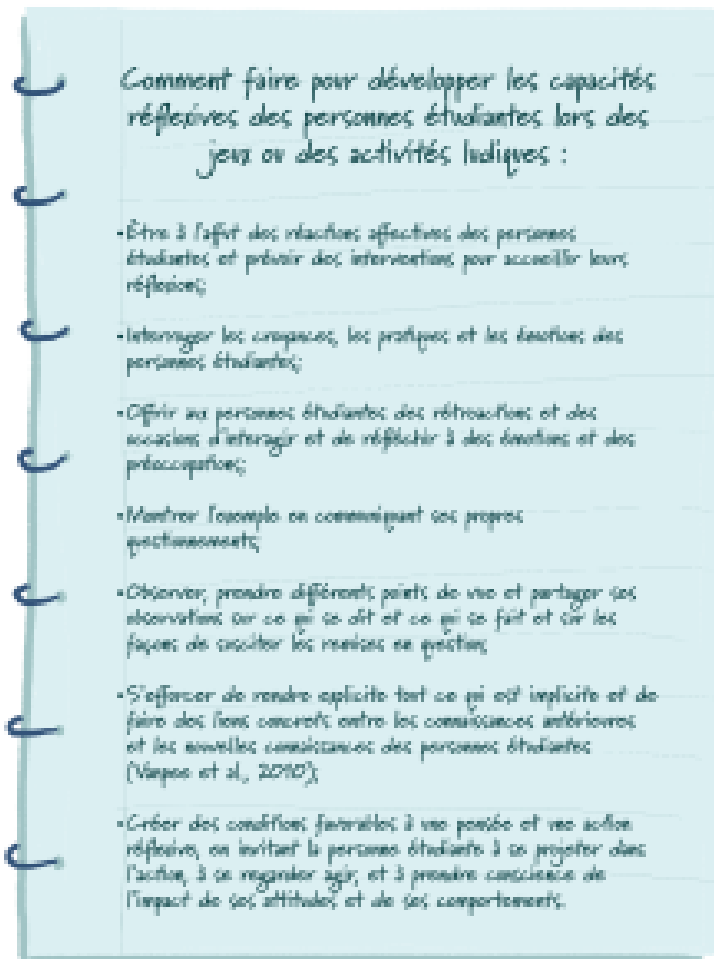 Comment faire pour développer les capacités
réflexives des personnes étudiantes lors des
jeux ou des activités ludiques :
•Être à l'affut des réactions affectives des personnes
étudiantes et prévoir des interventions pour accueillir leurs
réflexions;
•Interroger les croyances, les pratiques et les émotions des
personnes étudiantes;
•Offrir aux personnes étudiantes des rétroactions et des
occasions d'interagir et de réfléchir à des émotions et des
préoccupations;
•Montrer l'exemple en communiquant ses propres
questionnements;
•Observer, prendre différents points de vue et partager ses
observations sur ce qui se dit et ce qui se fait et sur les
façons de susciter les remises en question;
•S'efforcer de rendre explicite tout ce qui est implicite et de
faire des liens concrets entre les connaissances antérieures
et les nouvelles connaissances des personnes étudiantes
(Vanpee et al., 2010);
•Créer des conditions favorables à une pensée et une action
réflexive, en invitant la personne étudiante à se projeter dans
l'action, à se regarder agir, et à prendre conscience de
l'impact de ses attitudes et de ses comportements.